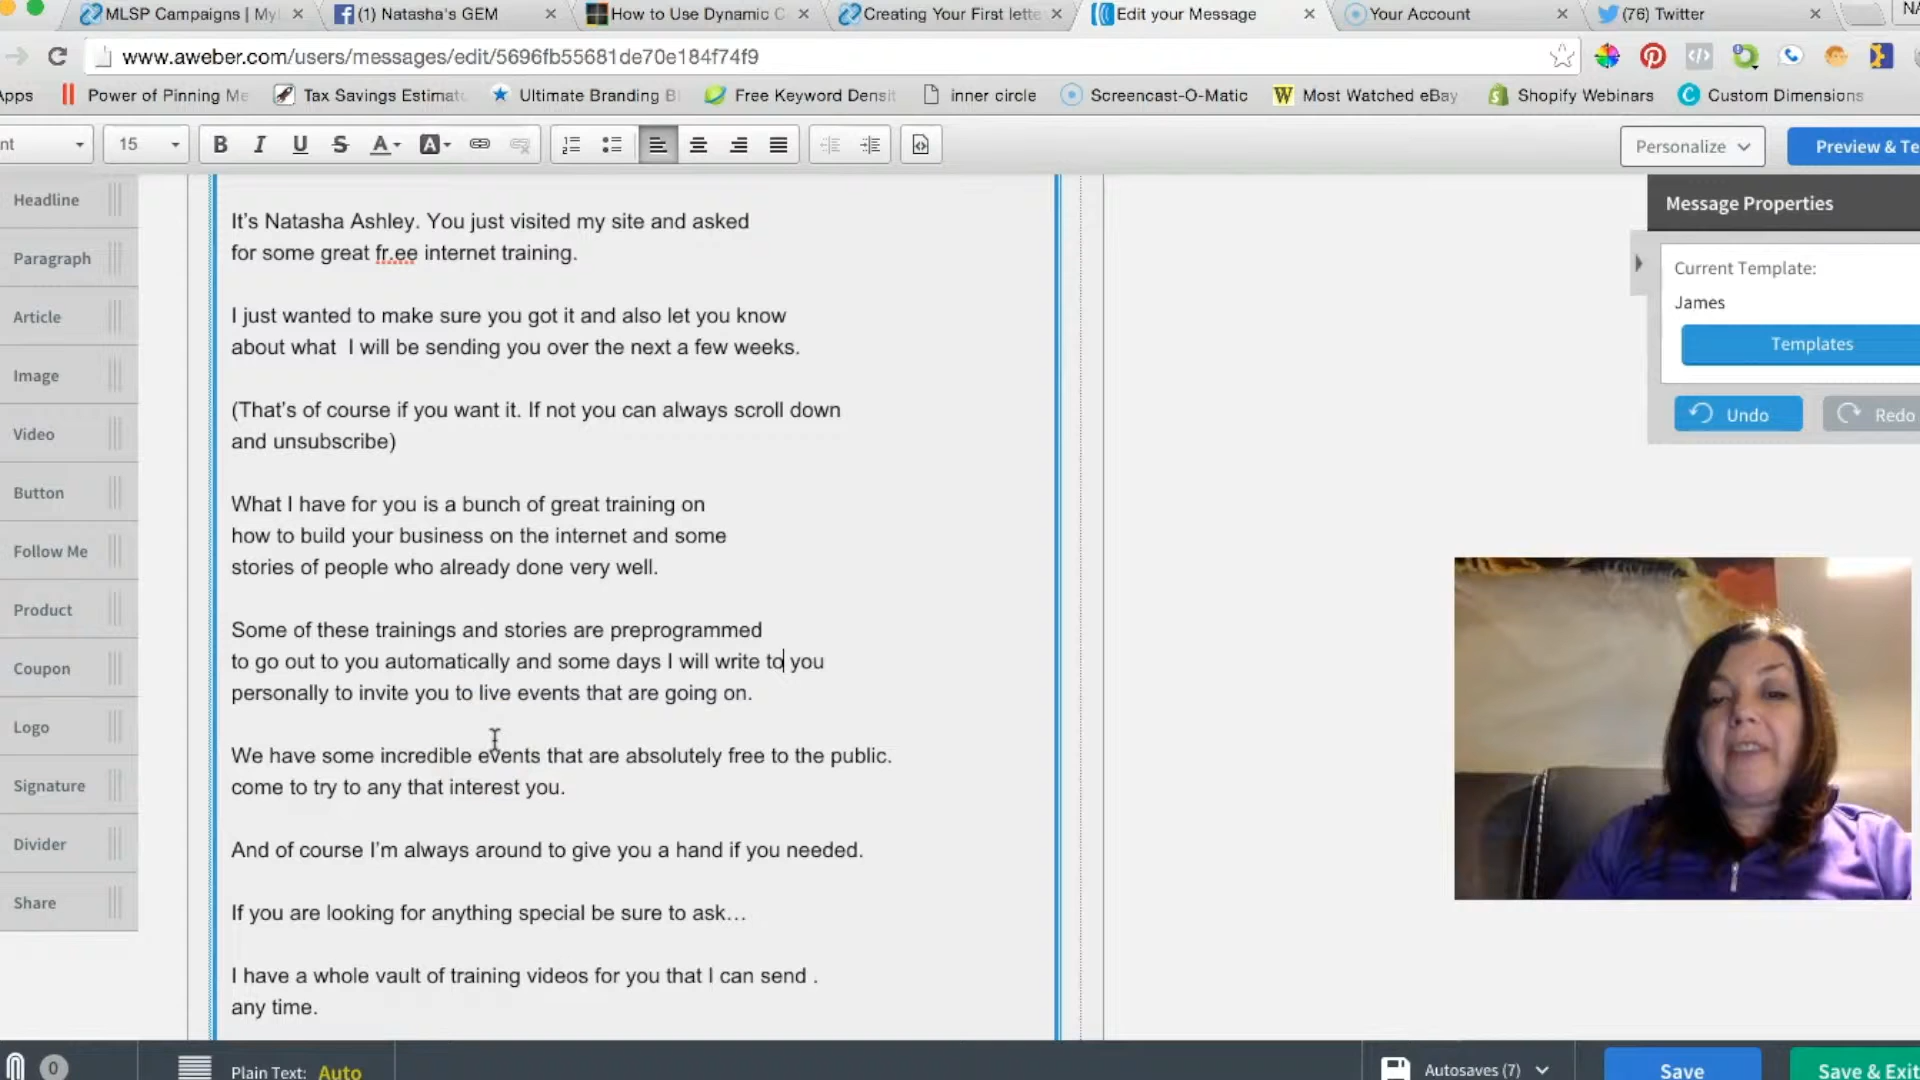 MLSP Campaigns | My
(1) Natasha's GEM
How to Use Dynamic C
Creating Your First lette
Edit your Message
Your Account
(76) Twitter
NA
www.aweber.com/users/messages/edit/5696fb55681de70e184f74f9
Apps
Power of Pinning Me
Tax Savings Estimato
Ultimate Branding Bl
Free Keyword Densit
inner circle
Screencast-O-Matic
Most Watched eBay
Shopify Webinars
Custom Dimensions
nt
15
B I U S A A
Personalize
Preview & Te
Headline
Paragraph
Article
Image
Video
Button
Follow Me
Product
Coupon
Logo
Signature
Divider
Share
It's Natasha Ashley. You just visited my site and asked
for some great fr.ee internet training.
I just wanted to make sure you got it and also let you know
about what  I will be sending you over the next a few weeks.
(That's of course if you want it. If not you can always scroll down
and unsubscribe)
What I have for you is a bunch of great training on
how to build your business on the internet and some
stories of people who already done very well.
Some of these trainings and stories are preprogrammed
to go out to you automatically and some days I will write to you
personally to invite you to live events that are going on.
We have some incredible events that are absolutely free to the public.
come to try to any that interest you.
And of course I'm always around to give you a hand if you needed.
If you are looking for anything special be sure to ask…
I have a whole vault of training videos for you that I can send .
any time.
Message Properties
Current Template:
James
Templates
Undo
Redo
0
Plain Text: Auto
Autosaves (7)
Save
Save & Exit